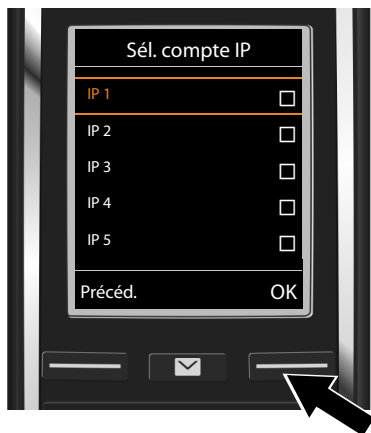 Sél. compte IP
IP 1
IP 2
IP 3
IP 4
IP 5
Précéd. OK